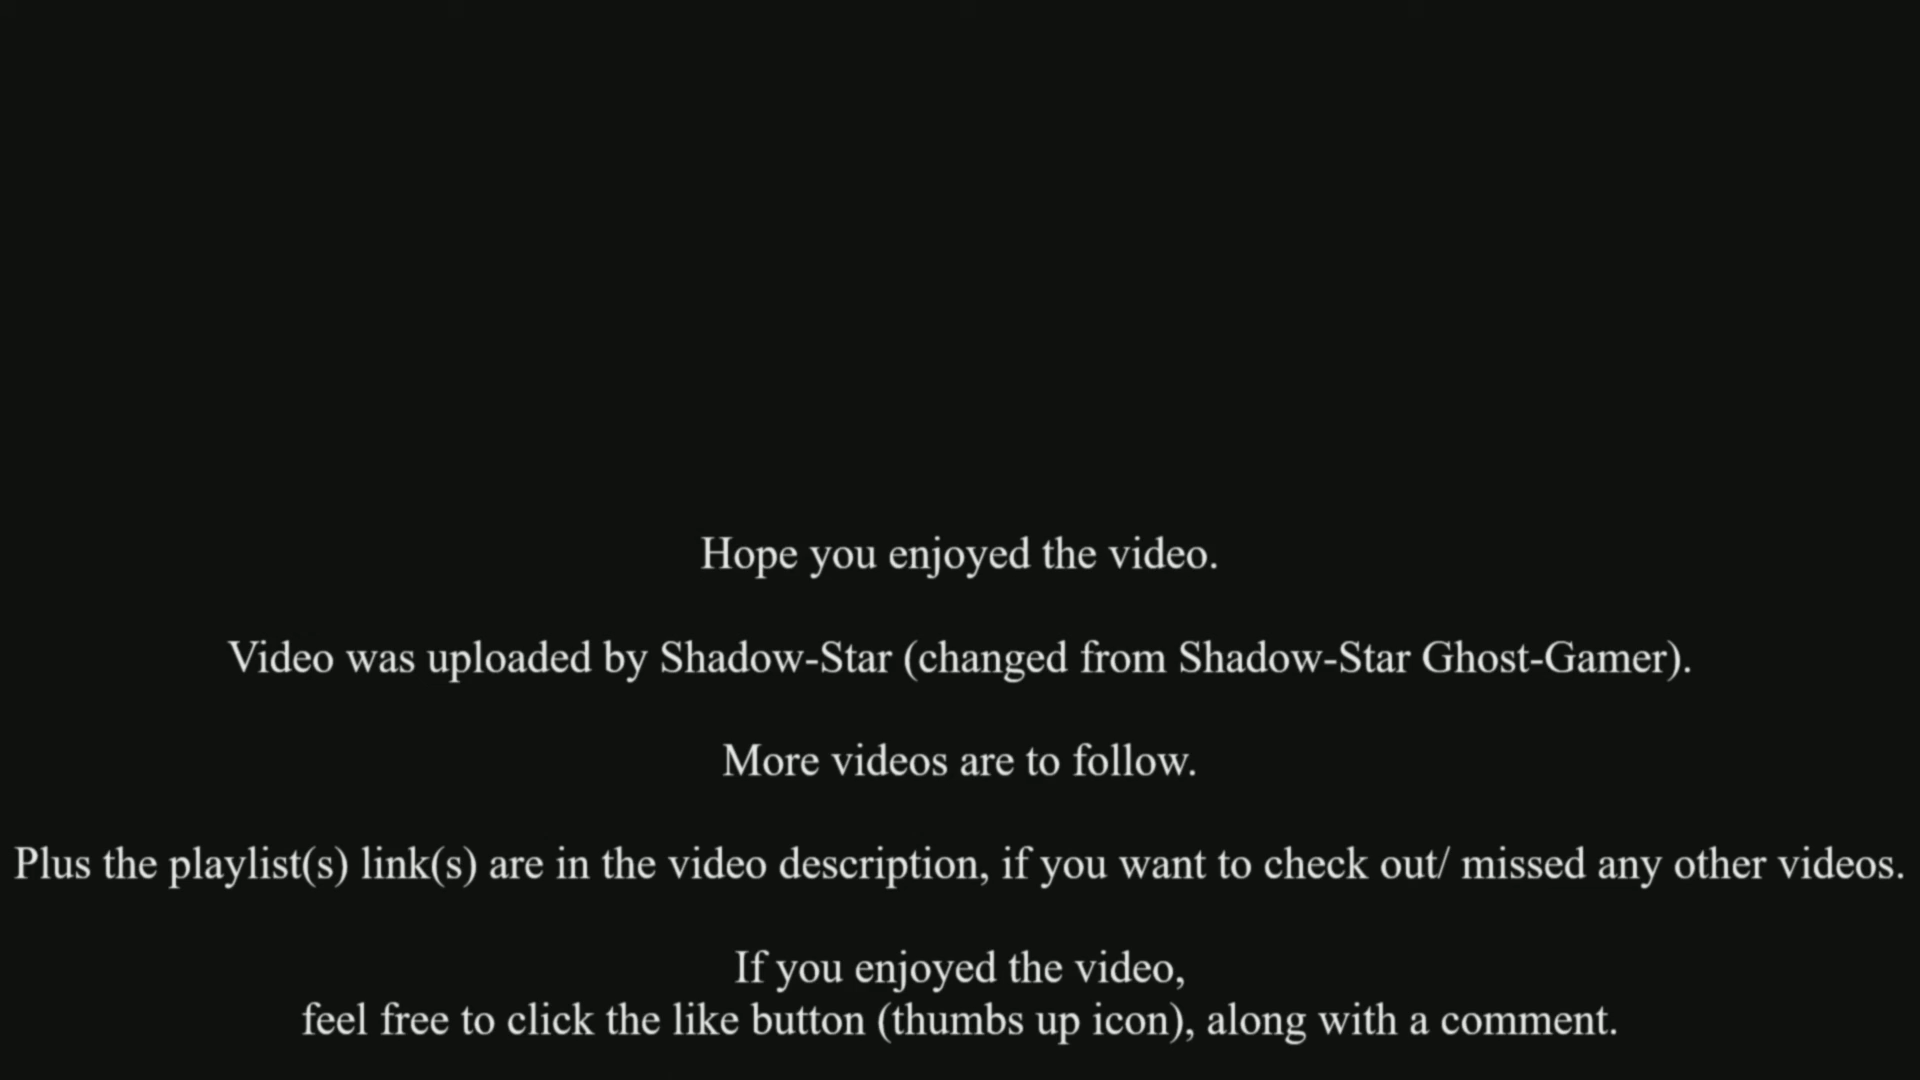 Hope you enjoyed the video.
Video was uploaded by Shadow-Star (changed from Shadow-Star Ghost-Gamer).
More videos are to follow.
Plus the playlist(s) link(s) are in the video description, if you want to check out/ missed any other videos.
If you enjoyed the video,
feel free to click the like button (thumbs up icon), along with a comment.